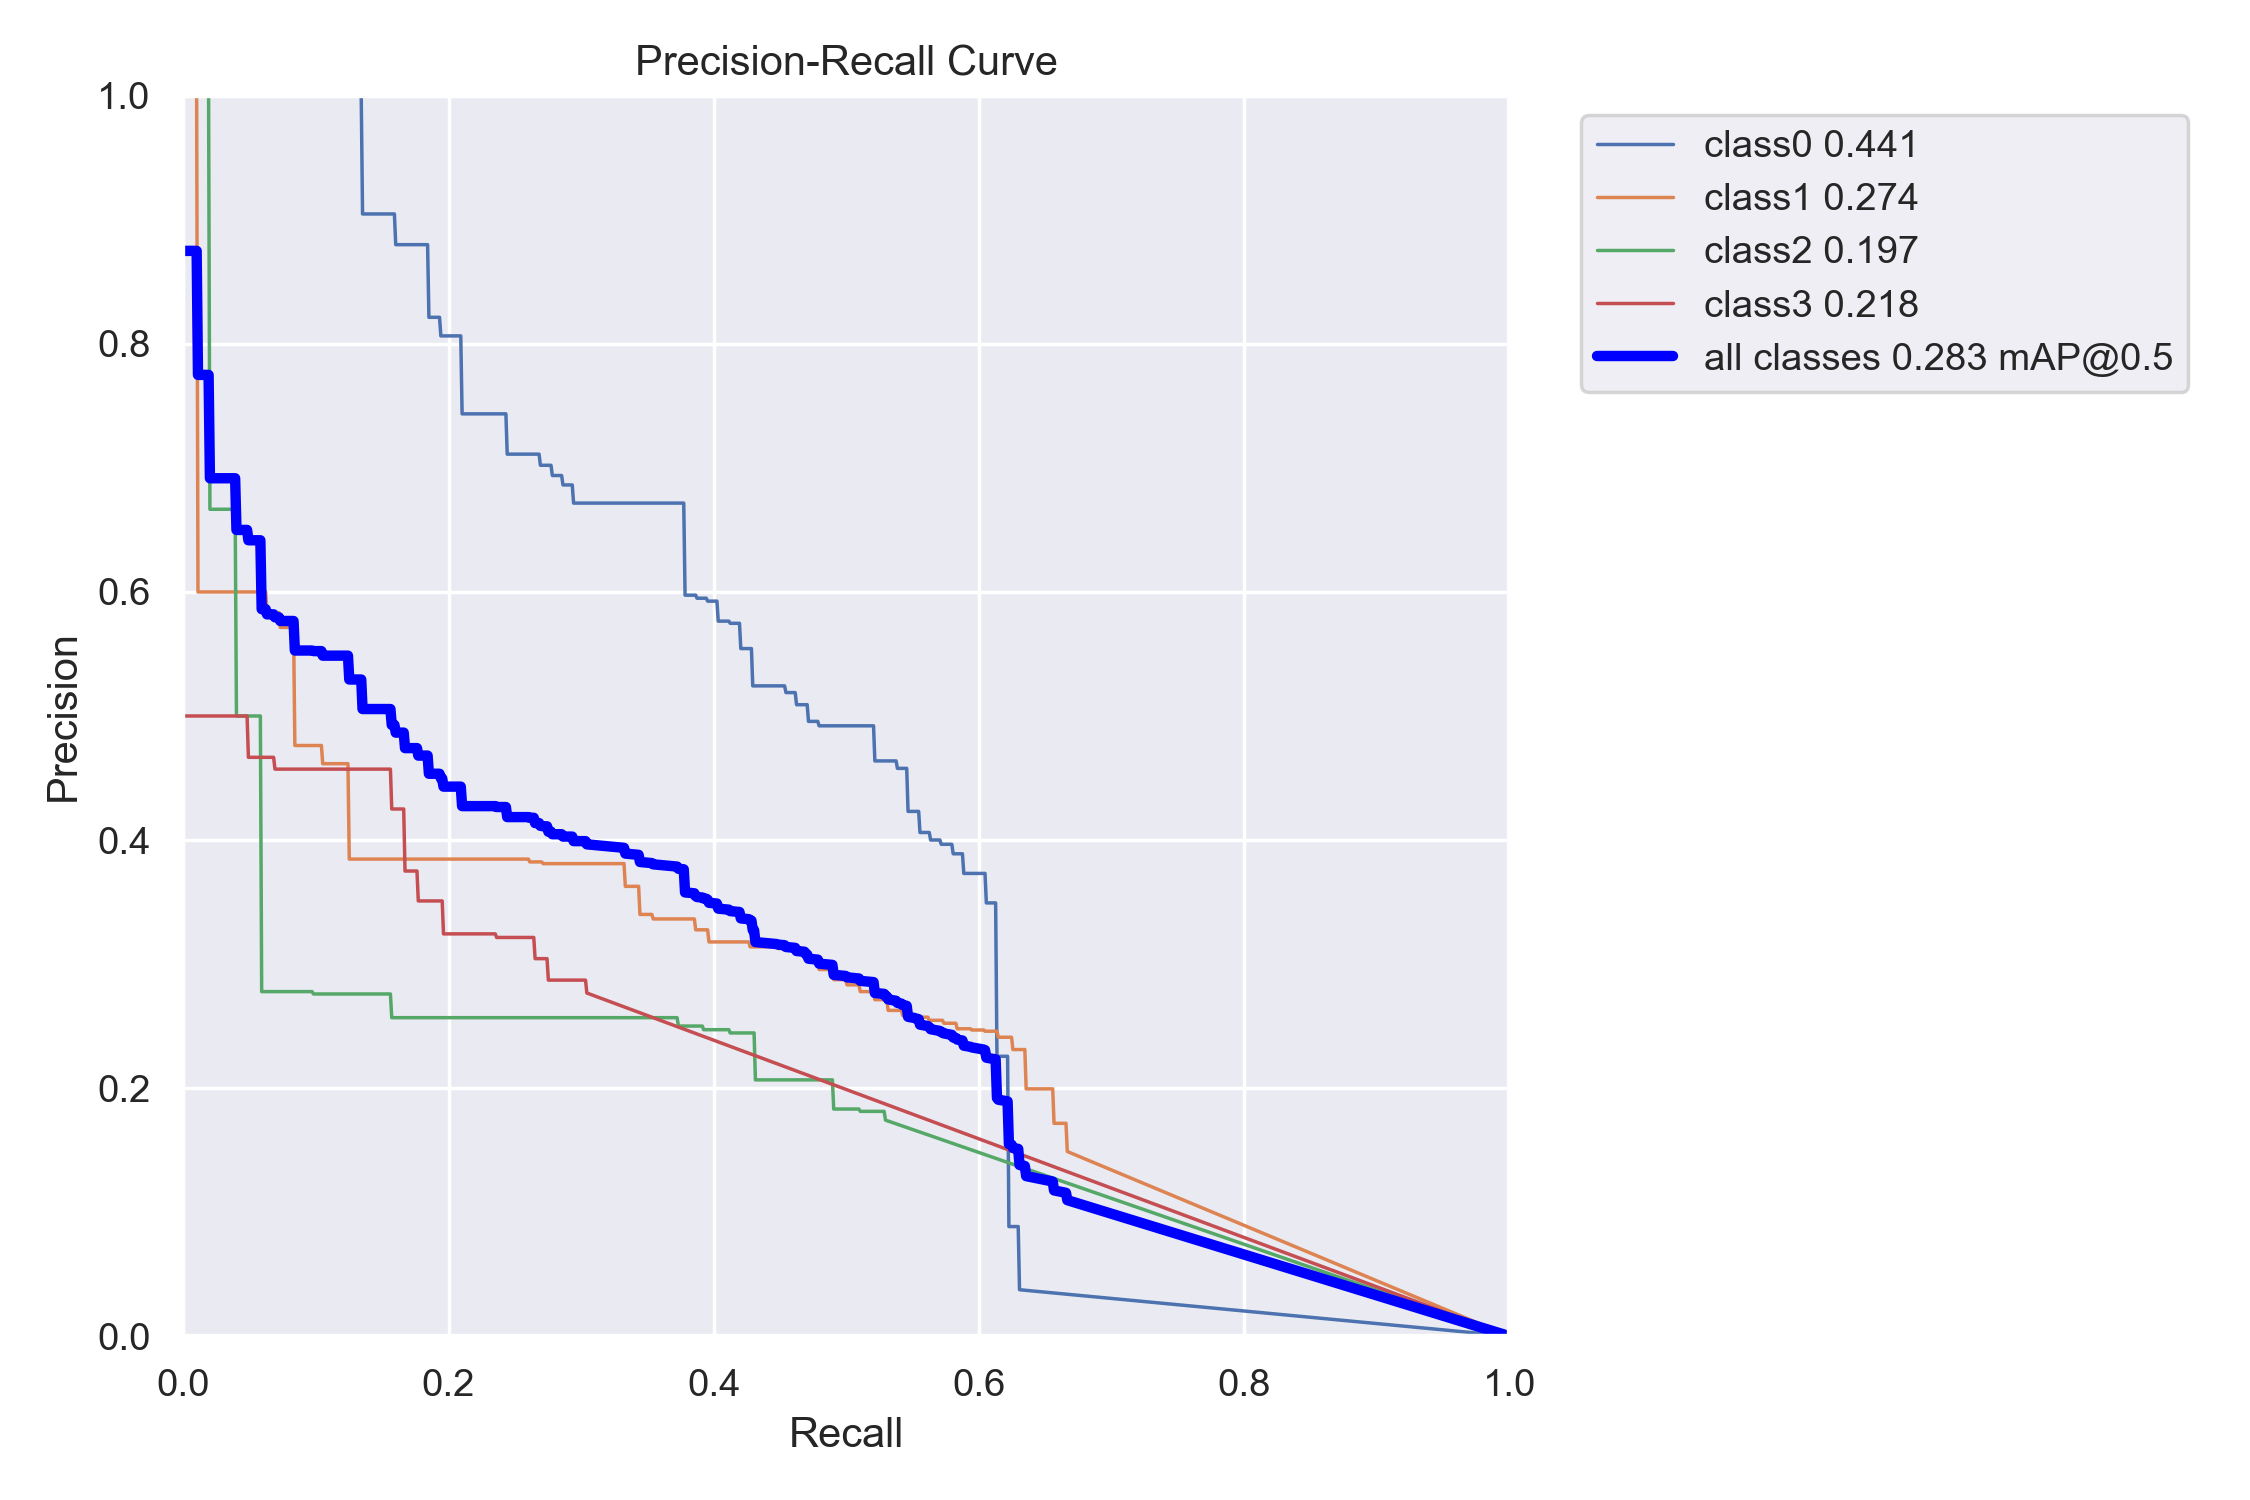 Precision-Recall Curve
1.0
0.8
0.6
0.4
0.2
0.0
Precision
0.0 0.2 0.4 0.6 0.8 1.0
Recall
class0 0.441
class1 0.274
class2 0.197
class3 0.218
all classes 0.283 mAP@0.5